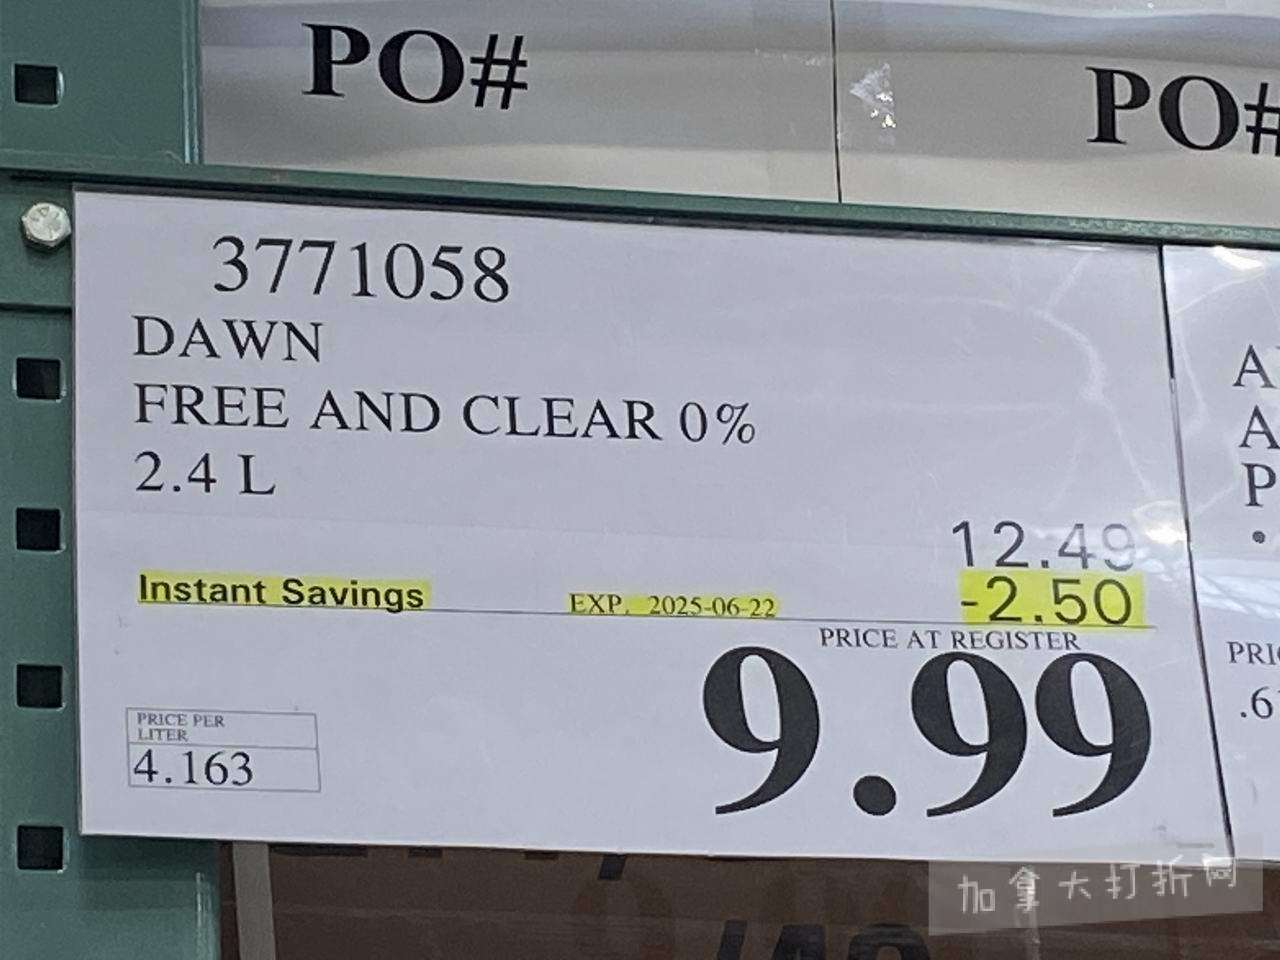 PO#
PO#
3771058
DAWN
FREE AND CLEAR 0%
2.4 L
12.49
Instant Savings EXP. 2025-06-22 -2.50
PRICE AT REGISTER
9.99
PRICE PER
LITER
4.163
加拿大打折网